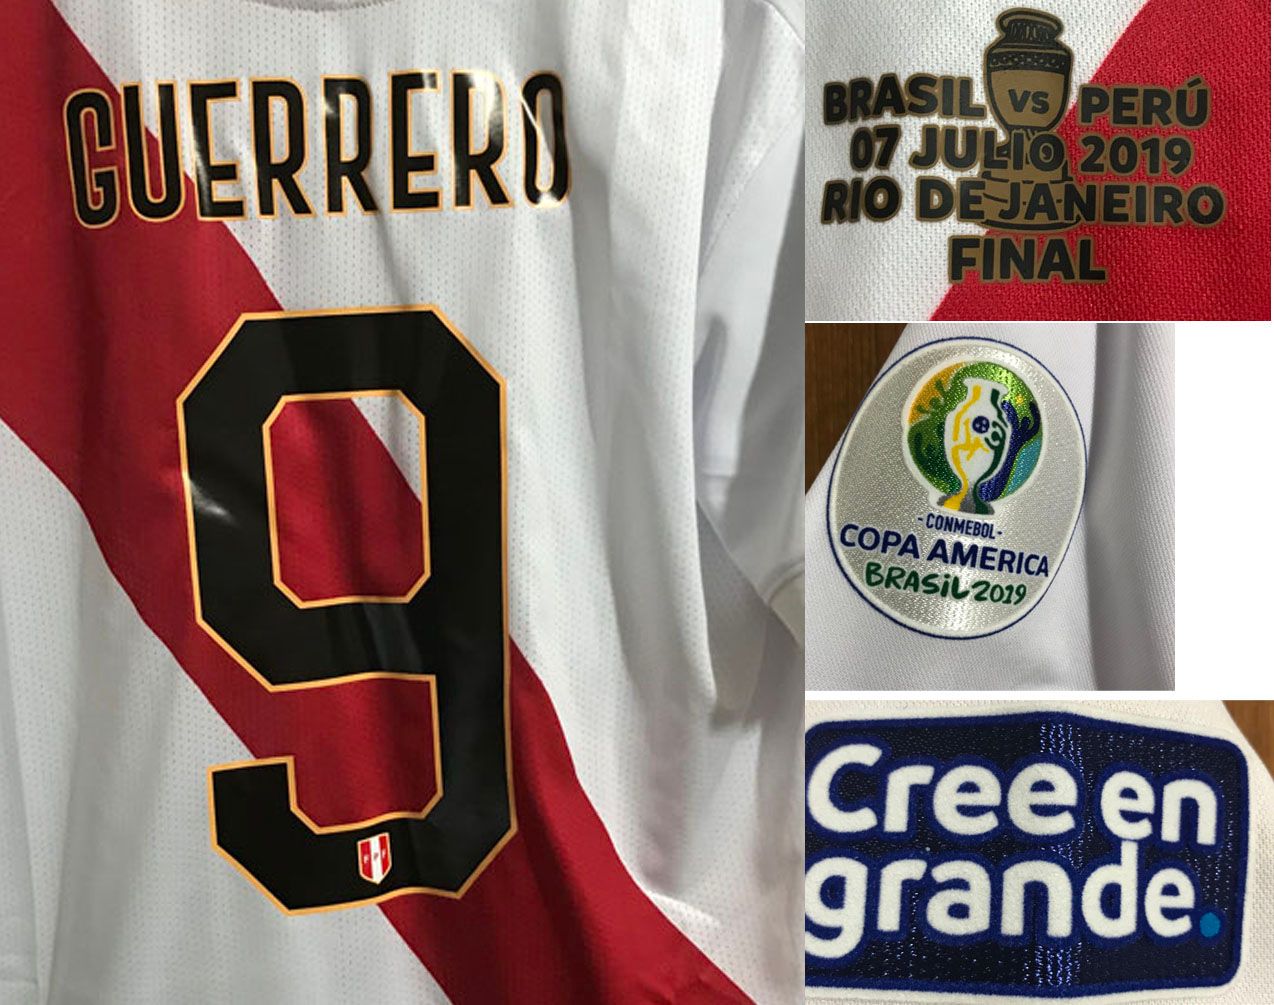 GUERRERO
9
FPF
BRASIL VS PERÚ
07 JULIO 2019
RIO DE JANEIRO
FINAL
-CONMEBOL-
COPA AMERICA
BRASIL 2019
Cree en
grande.